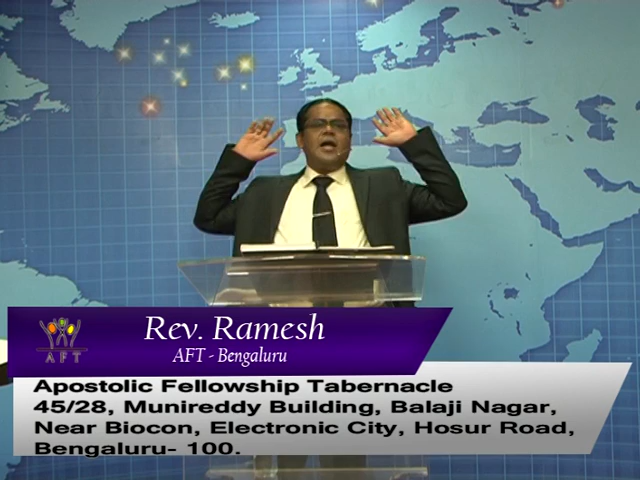 Rev. Ramesh
AFT - Bengaluru
AFT
Apostolic Fellowship Tabernacle
45/28, Munireddy Building, Balaji Nagar,
Near Biocon, Electronic City, Hosur Road,
Bengaluru- 100.